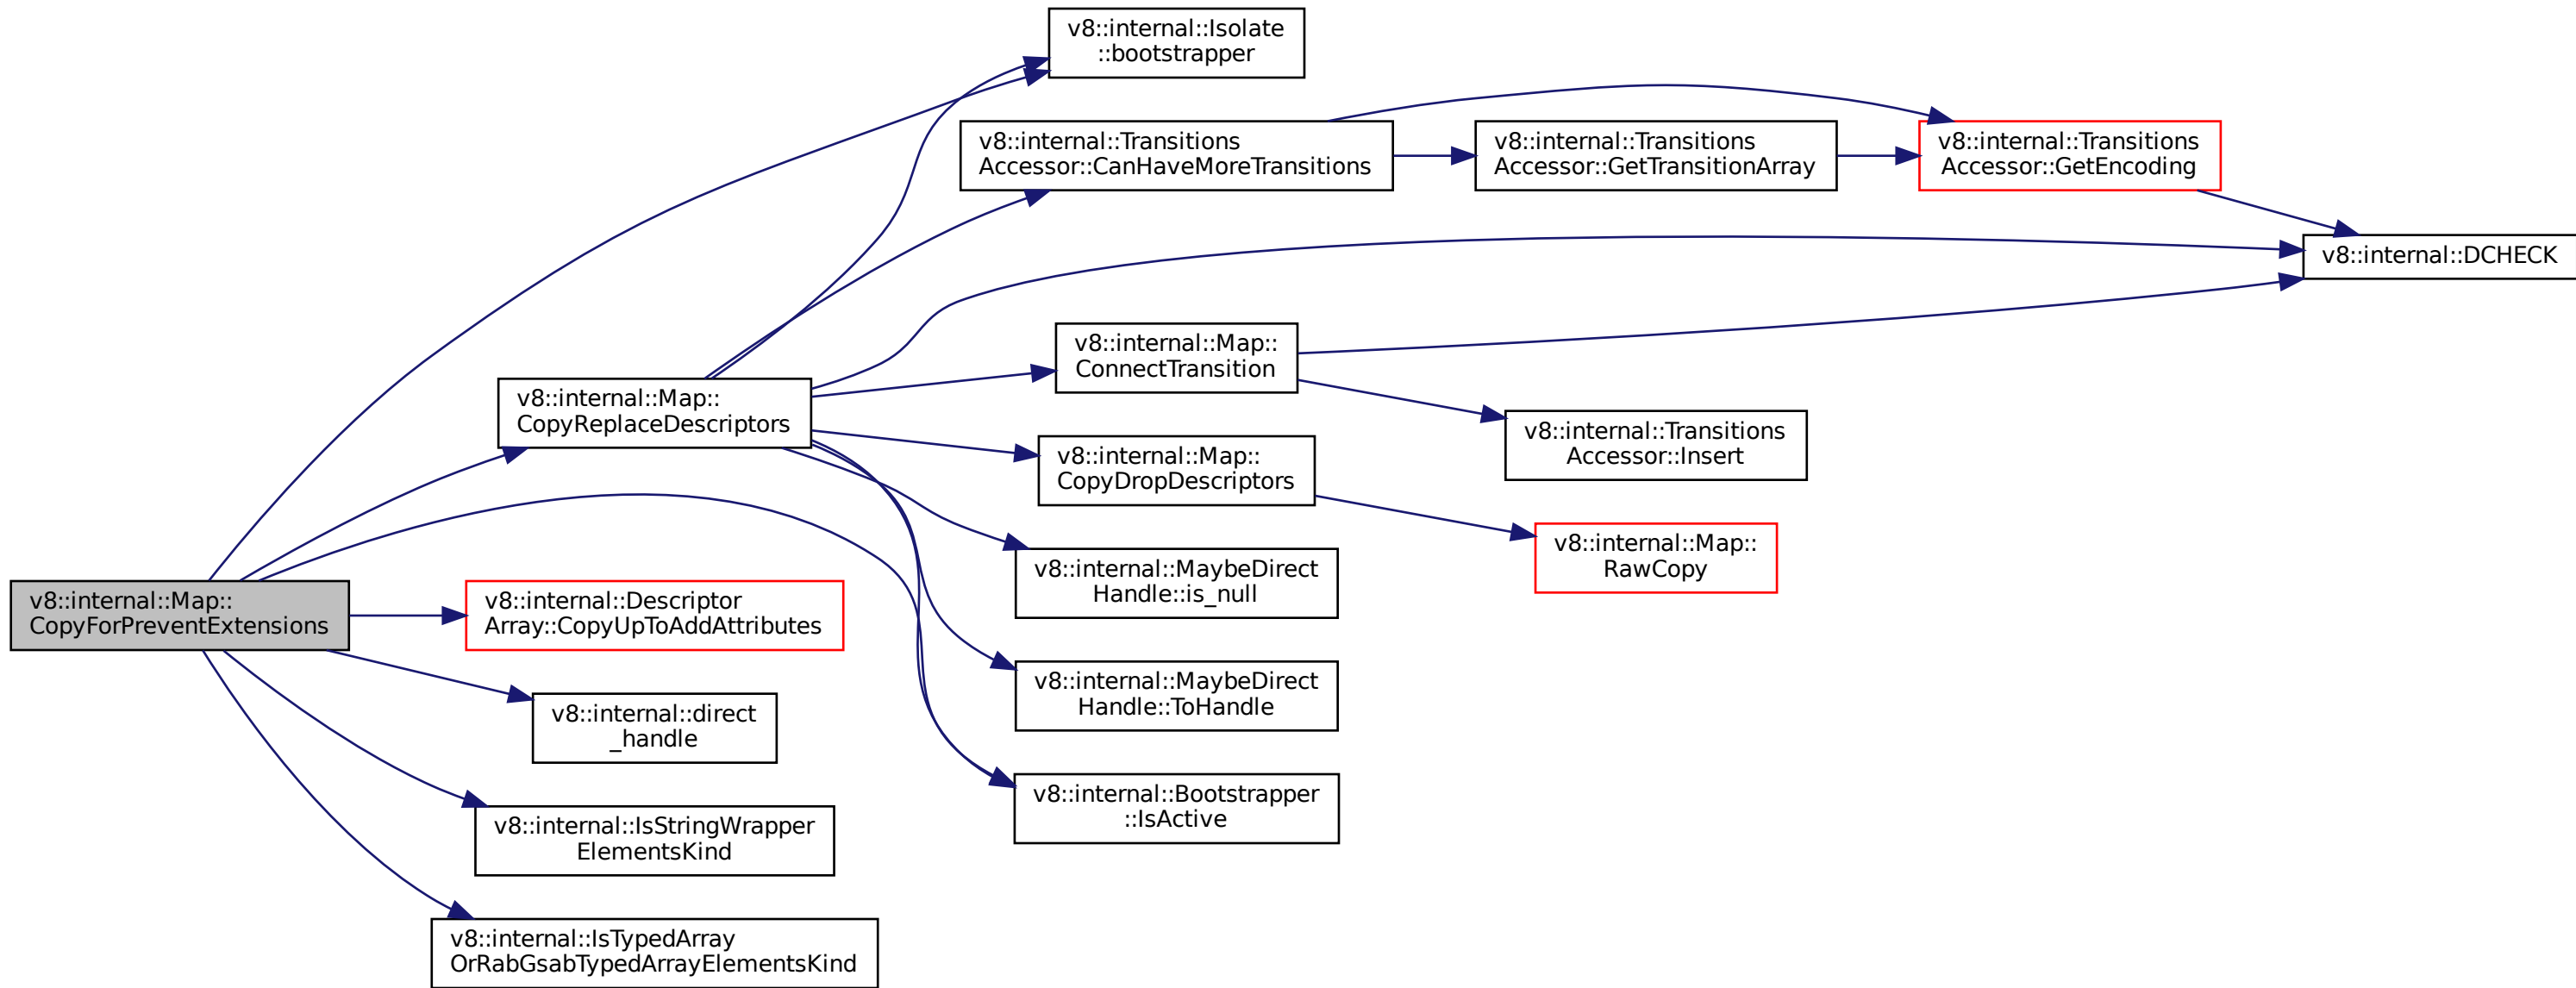 v8::internal::Isolate
::bootstrapper
v8::internal::Transitions
Accessor::CanHaveMoreTransitions
v8::internal::Transitions
Accessor::GetTransitionArray
v8::internal::Transitions
Accessor::GetEncoding
v8::internal::DCHECK
v8::internal::Map::
ConnectTransition
v8::internal::Map::
CopyReplaceDescriptors
v8::internal::Transitions
Accessor::Insert
v8::internal::Map::
CopyDropDescriptors
v8::internal::Map::
RawCopy
v8::internal::MaybeDirect
Handle::is_null
v8::internal::Map::
CopyForPreventExtensions
v8::internal::Descriptor
Array::CopyUpToAddAttributes
v8::internal::MaybeDirect
Handle::ToHandle
v8::internal::direct
_handle
v8::internal::Bootstrapper
::IsActive
v8::internal::IsStringWrapper
ElementsKind
v8::internal::IsTypedArray
OrRabGsabTypedArrayElementsKind